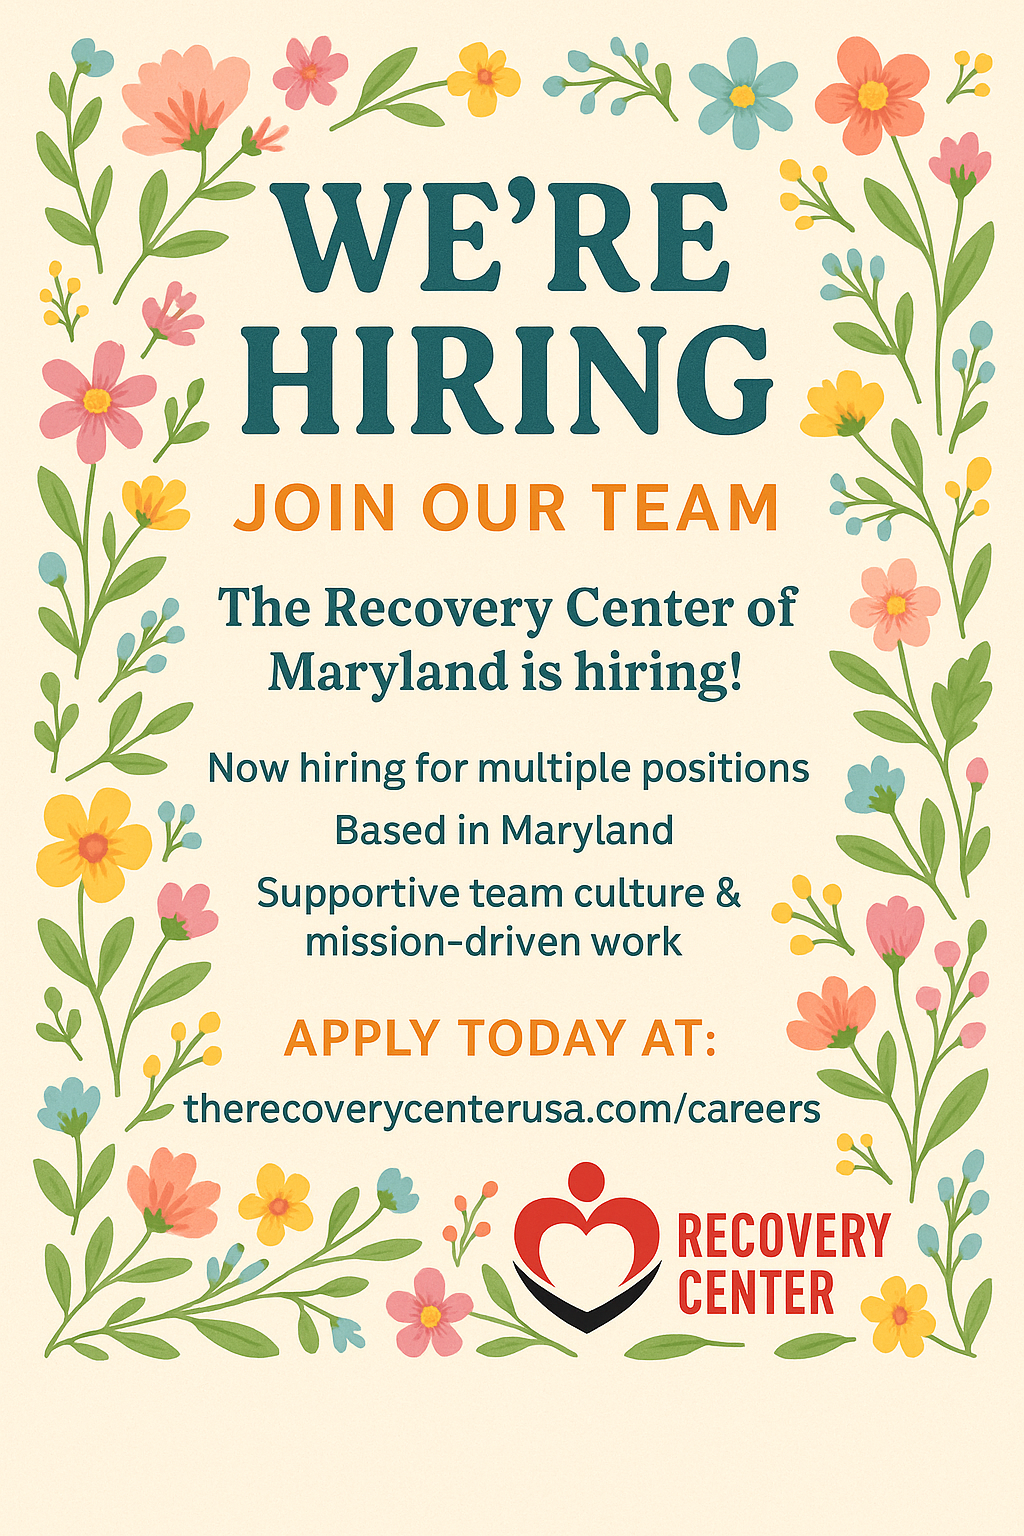 WE’RE
HIRING
JOIN OUR TEAM
The Recovery Center of
Maryland is hiring!
Now hiring for multiple positions
Based in Maryland
Supportive team culture &
mission-driven work
APPLY TODAY AT:
therecoverycenterusa.com/careers
RECOVERY
CENTER